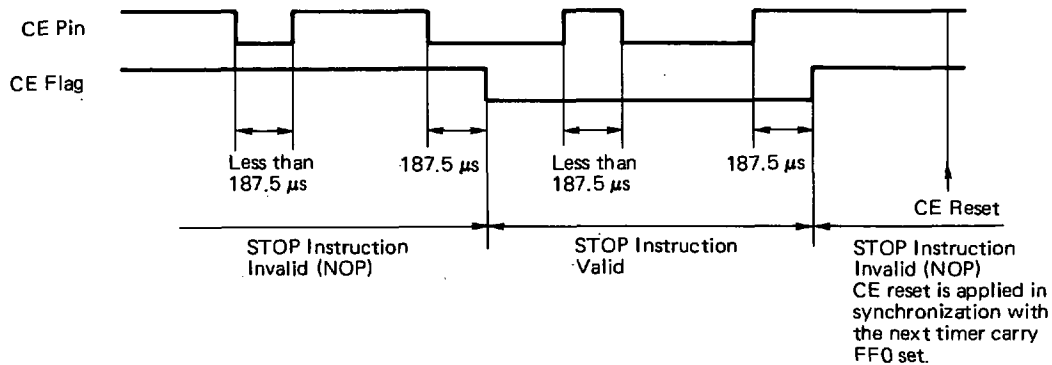 CE Pin
CE Flag
Less than
187.5 μs
187.5 μs
Less than
187.5 μs
187.5 μs
CE Reset
STOP Instruction
Invalid (NOP)
STOP Instruction
Valid
STOP Instruction
Invalid (NOP)
CE reset is applied in
synchronization with
the next timer carry
FF0 set.